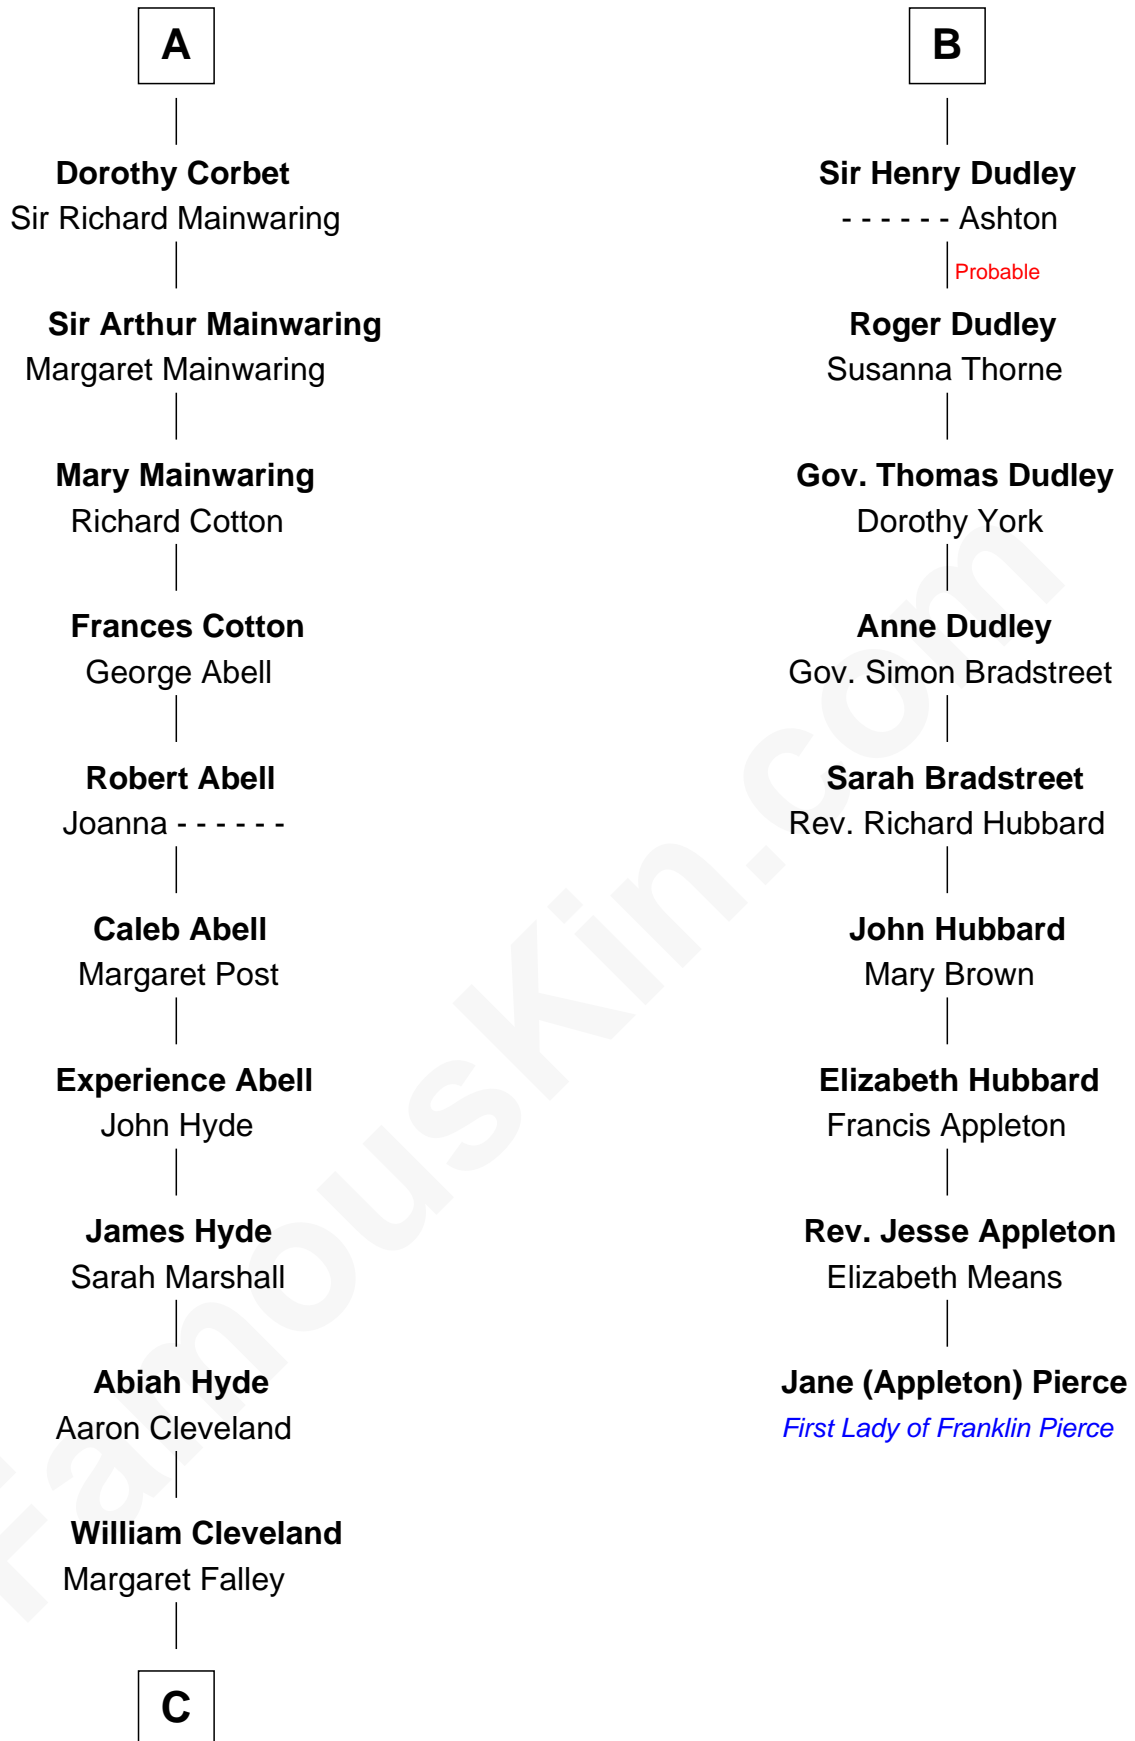 A
Dorothy Corbet
Sir Richard Mainwaring
Sir Arthur Mainwaring
Margaret Mainwaring
Mary Mainwaring
Richard Cotton
Frances Cotton
George Abell
Robert Abell
Joanna - - - - - -
Caleb Abell
Margaret Post
Experience Abell
John Hyde
James Hyde
Sarah Marshall
Abiah Hyde
Aaron Cleveland
William Cleveland
Margaret Falley
C
B
Sir Henry Dudley
- - - - - - Ashton
Probable
Roger Dudley
Susanna Thorne
Gov. Thomas Dudley
Dorothy York
Anne Dudley
Gov. Simon Bradstreet
Sarah Bradstreet
Rev. Richard Hubbard
John Hubbard
Mary Brown
Elizabeth Hubbard
Francis Appleton
Rev. Jesse Appleton
Elizabeth Means
Jane (Appleton) Pierce
First Lady of Franklin Pierce
FamousKin.com